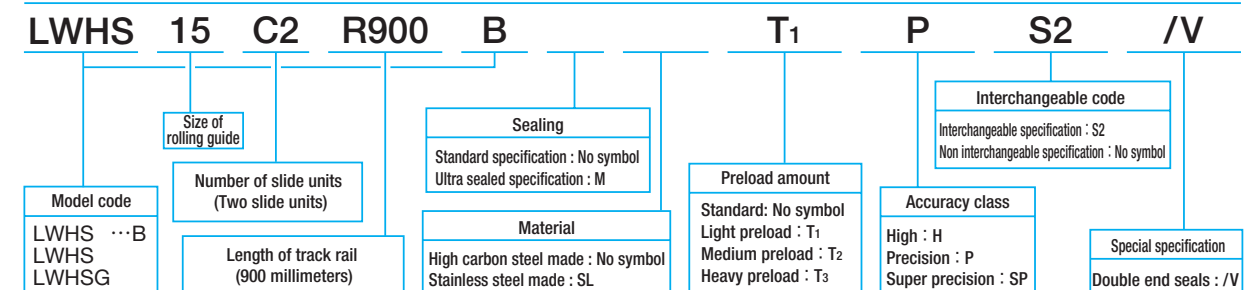 LWHS 15 C2 R900 B T1 P S2 /V
Size of
rolling guide
Model code
LWHS …B
LWHS
LWHSG
Number of slide units
(Two slide units)
Length of track rail
(900 millimeters)
Sealing
Standard specification : No symbol
Ultra sealed specification : M
Material
High carbon steel made : No symbol
Stainless steel made : SL
Preload amount
Standard: No symbol
Light preload : T1
Medium preload : T2
Heavy preload : T3
Interchangeable code
Interchangeable specification : S2
Non interchangeable specification : No symbol
Accuracy class
High : H
Precision : P
Super precision : SP
Special specification
Double end seals : /V